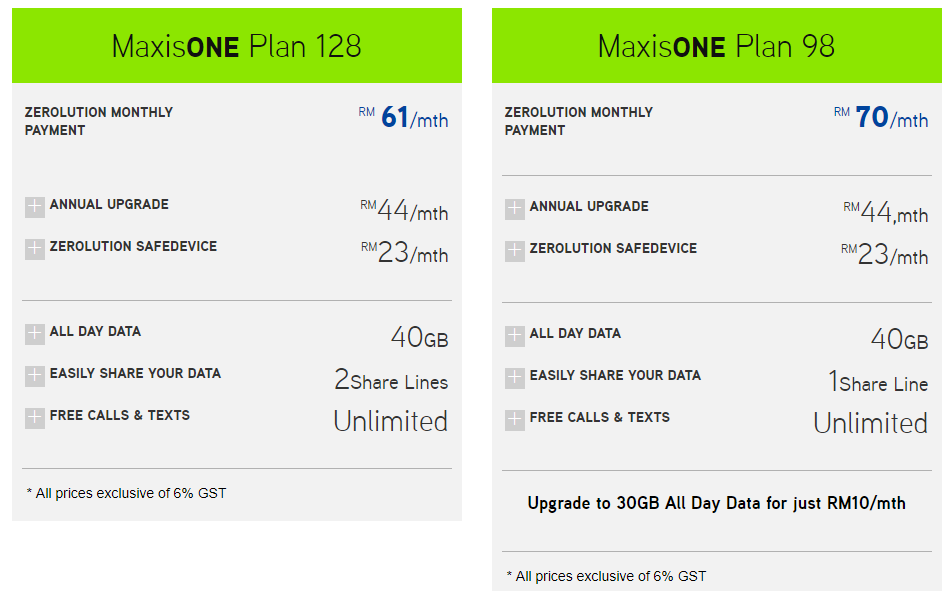 MaxisONE Plan 128
ZEROLUTION MONTHLY
PAYMENT
RM 61/mth
ANNUAL UPGRADE
RM44/mth
ZEROLUTION SAFEDEVICE
RM23/mth
ALL DAY DATA
40GB
EASILY SHARE YOUR DATA
2Share Lines
FREE CALLS & TEXTS
Unlimited
* All prices exclusive of 6% GST
MaxisONE Plan 98
ZEROLUTION MONTHLY
PAYMENT
RM 70/mth
ANNUAL UPGRADE
RM44,mth
ZEROLUTION SAFEDEVICE
RM23/mth
ALL DAY DATA
40GB
EASILY SHARE YOUR DATA
1Share Line
FREE CALLS & TEXTS
Unlimited
Upgrade to 30GB All Day Data for just RM10/mth
* All prices exclusive of 6% GST